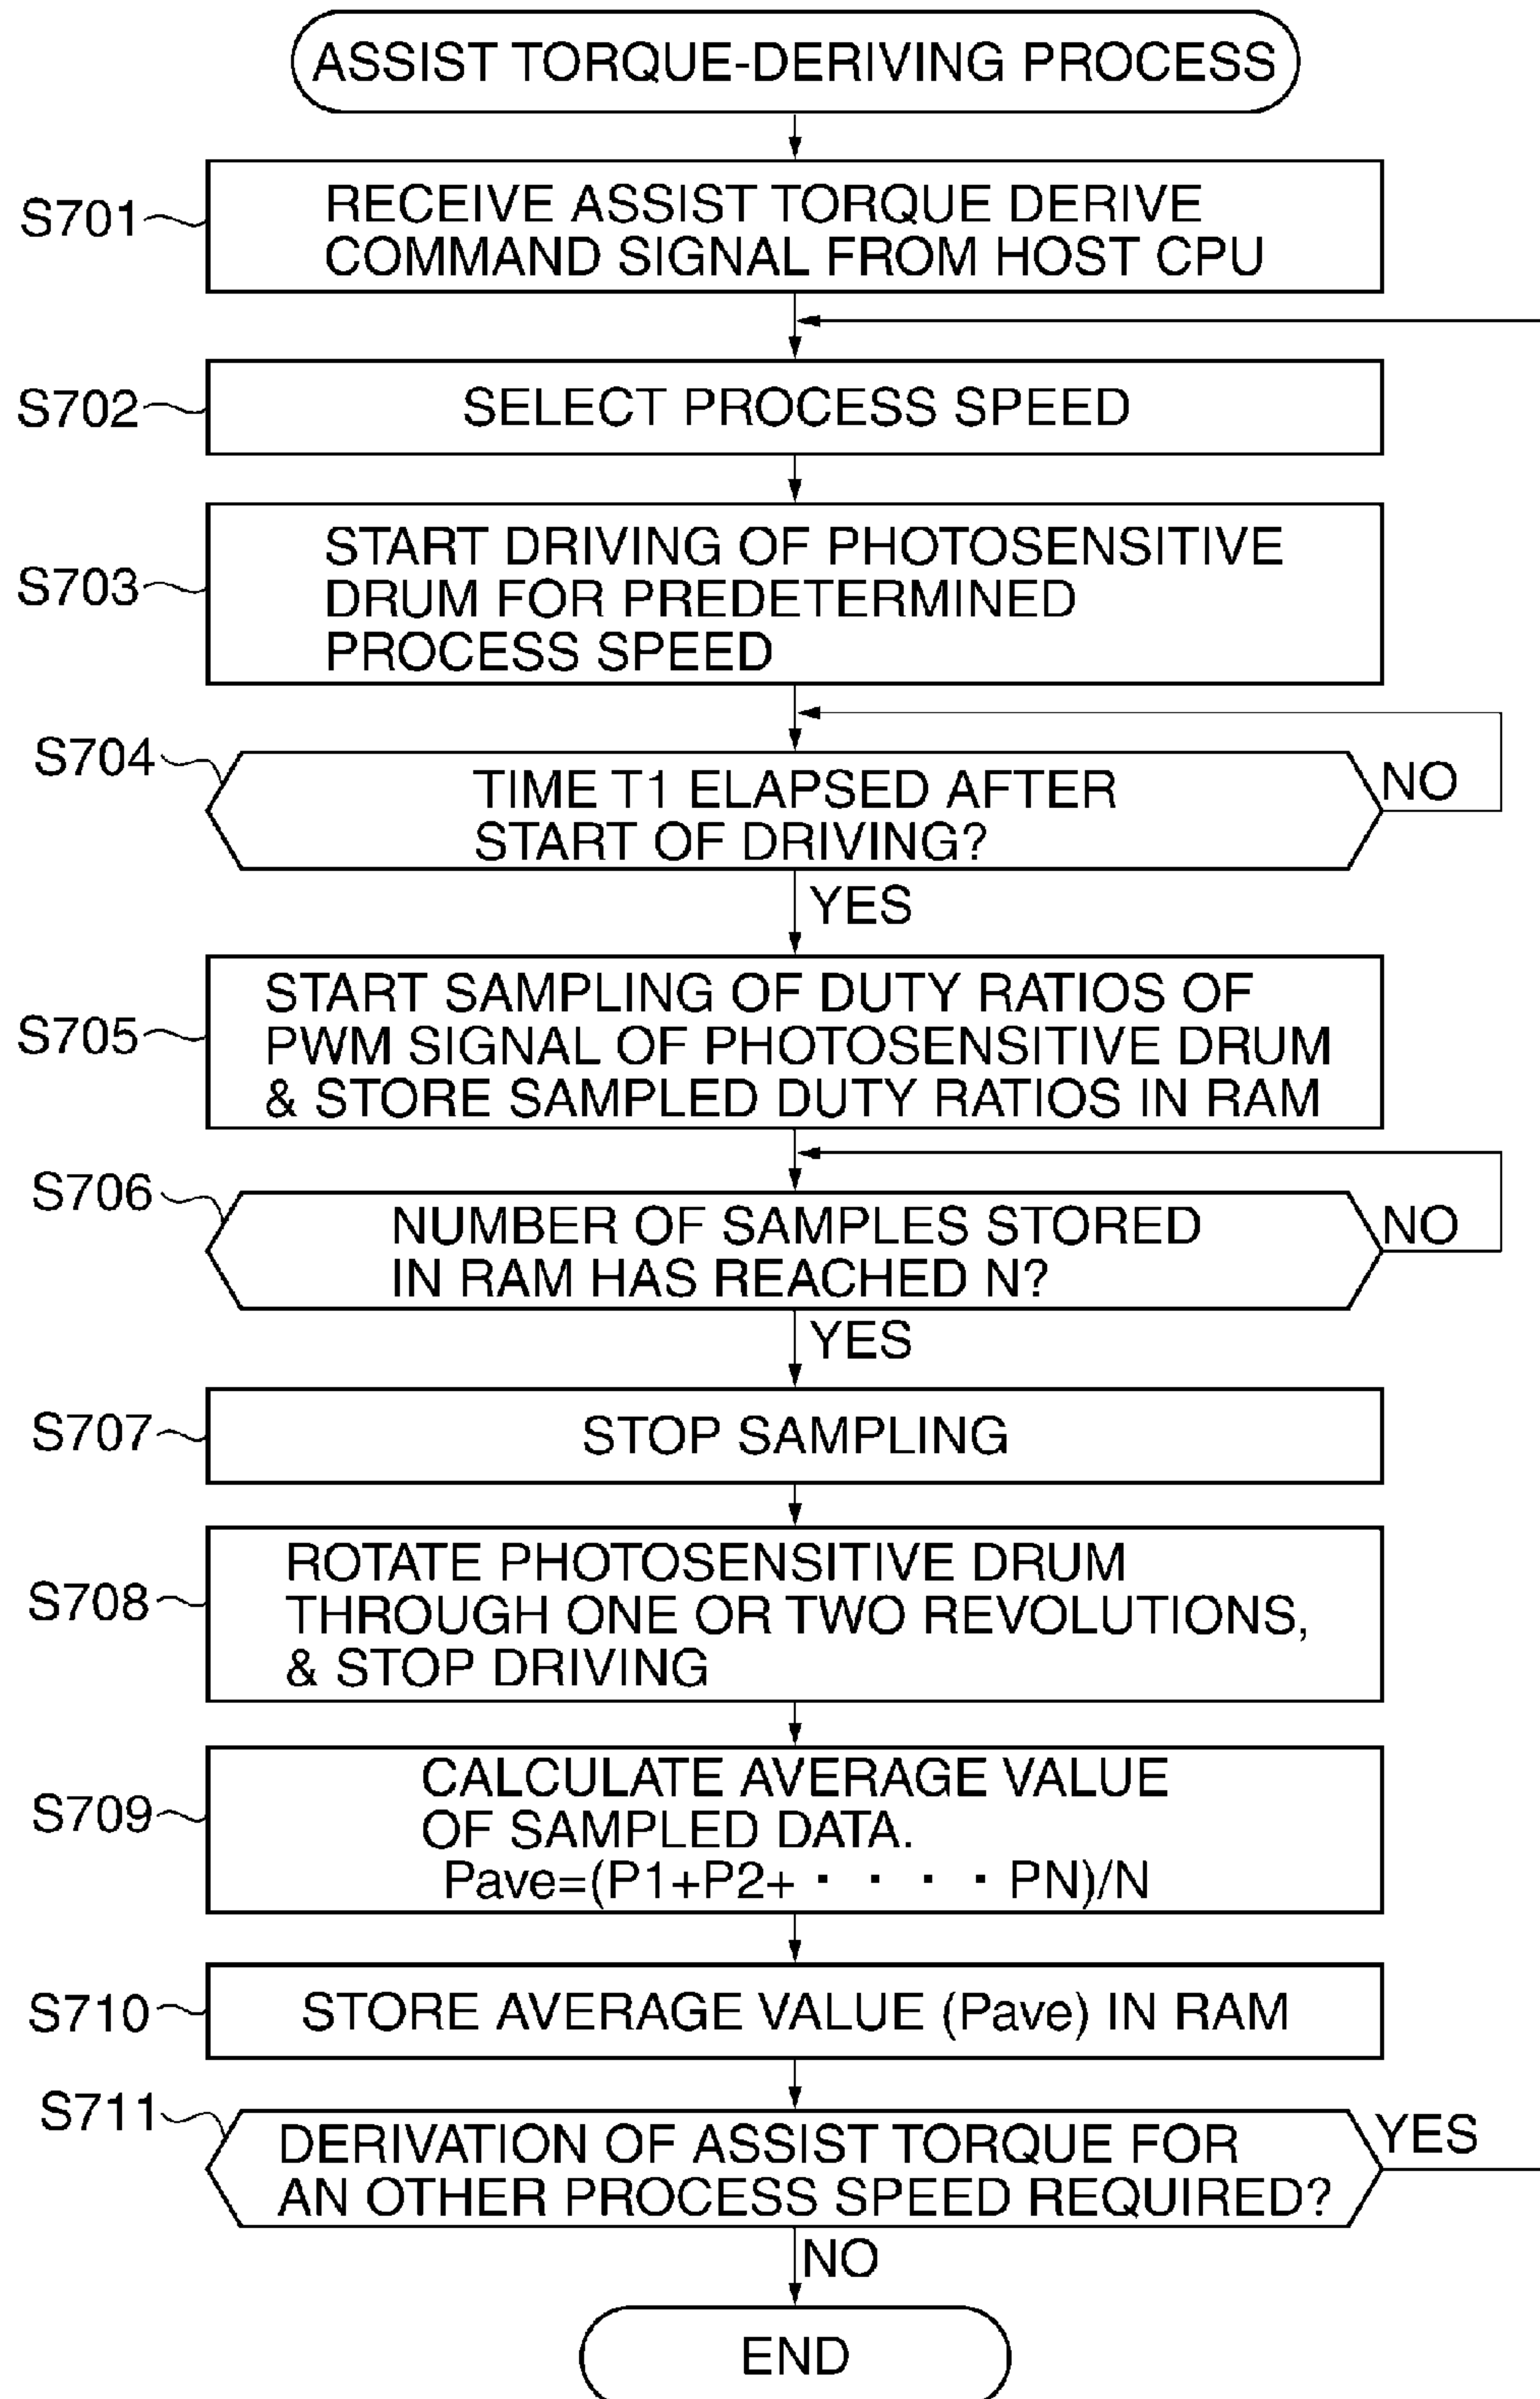 ASSIST TORQUE-DERIVING PROCESS
S701
RECEIVE ASSIST TORQUE DERIVE
COMMAND SIGNAL FROM HOST CPU
S702
SELECT PROCESS SPEED
S703
START DRIVING OF PHOTOSENSITIVE
DRUM FOR PREDETERMINED
PROCESS SPEED
S704
TIME T1 ELAPSED AFTER
START OF DRIVING?
NO
YES
S705
START SAMPLING OF DUTY RATIOS OF
PWM SIGNAL OF PHOTOSENSITIVE DRUM
& STORE SAMPLED DUTY RATIOS IN RAM
S706
NUMBER OF SAMPLES STORED
IN RAM HAS REACHED N?
NO
YES
S707
STOP SAMPLING
S708
ROTATE PHOTOSENSITIVE DRUM
THROUGH ONE OR TWO REVOLUTIONS,
& STOP DRIVING
S709
CALCULATE AVERAGE VALUE
OF SAMPLED DATA.
Pave=(P1+P2+ · · · · PN)/N
S710
STORE AVERAGE VALUE (Pave) IN RAM
S711
DERIVATION OF ASSIST TORQUE FOR
AN OTHER PROCESS SPEED REQUIRED?
YES
NO
END